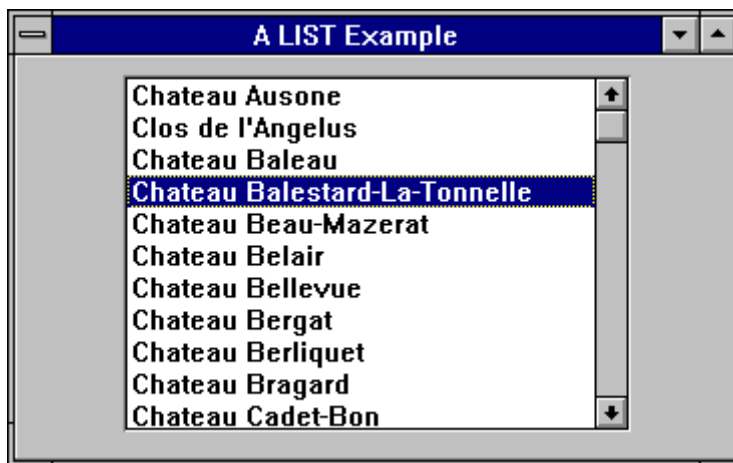 A LIST Example
Chateau Ausone
Clos de l'Angelus
Chateau Baleau
Chateau Balestard-La-Tonnelle
Chateau Beau-Mazerat
Chateau Belair
Chateau Bellevue
Chateau Bergat
Chateau Berliquet
Chateau Bragard
Chateau Cadet-Bon